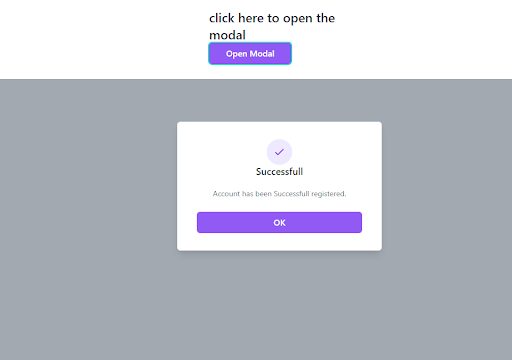 click here to open the
modal
Open Modal
Successfull
Account has been Successfull registered.
OK